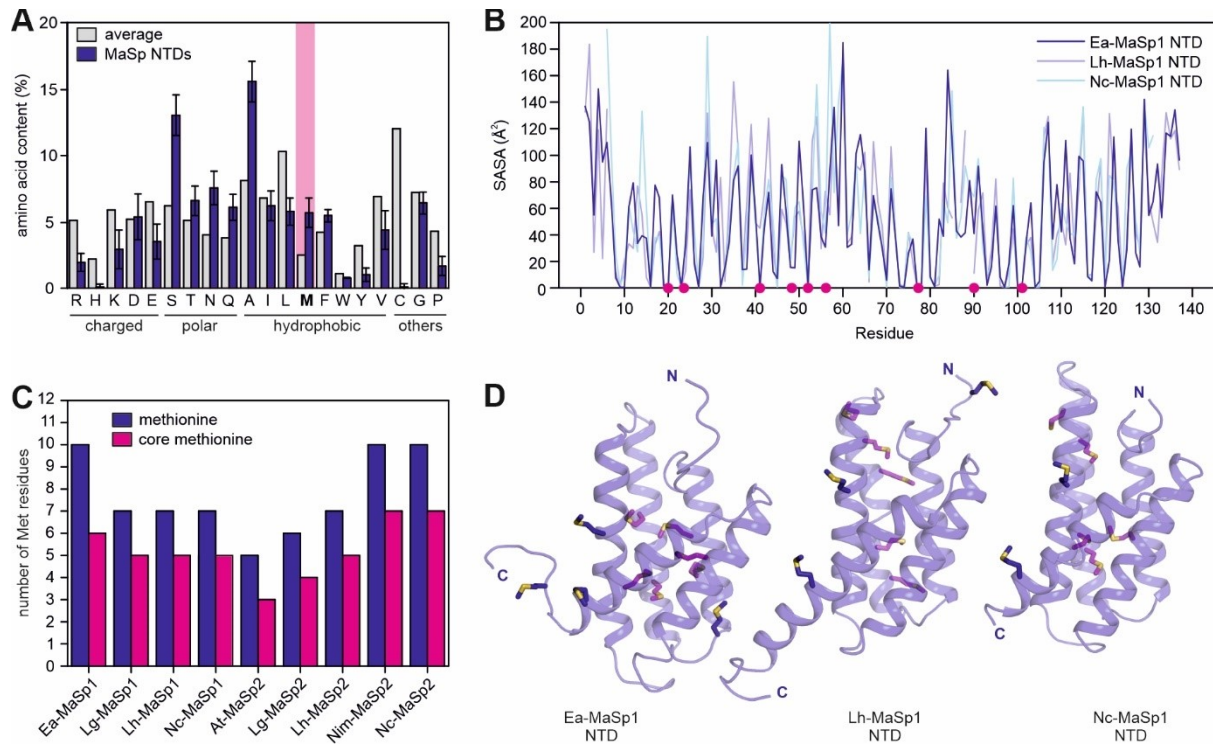 A
20
15
10
5
0
amino acid content (%)
average
MaSp NTDs
R H K D E S T N Q A I L M F W Y V C G P
charged polar hydrophobic others
B
200
180
160
140
120
100
80
60
40
20
0
SASA (Å²)
Ea-MaSp1 NTD
Lh-MaSp1 NTD
Nc-MaSp1 NTD
0 10 20 30 40 50 60 70 80 90 100 110 120 130 140
Residue
C
12
11
10
9
8
7
6
5
4
3
2
1
0
number of Met residues
methionine
core methionine
Ea-MaSp1
Lg-MaSp1
Lh-MaSp1
Nc-MaSp1
At-MaSp2
Lg-MaSp2
Lh-MaSp2
Nim-MaSp2
Nc-MaSp2
D
N
C
Ea-MaSp1
NTD
N
C
Lh-MaSp1
NTD
N
C
Nc-MaSp1
NTD